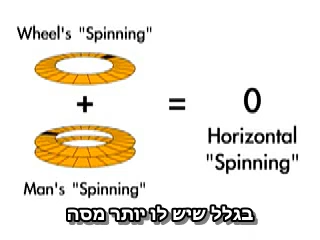 Wheel's "Spinning"
+
=
0
Horizontal
"Spinning"
Man's "Spinning"
בגלל שיש לו יותר מסה